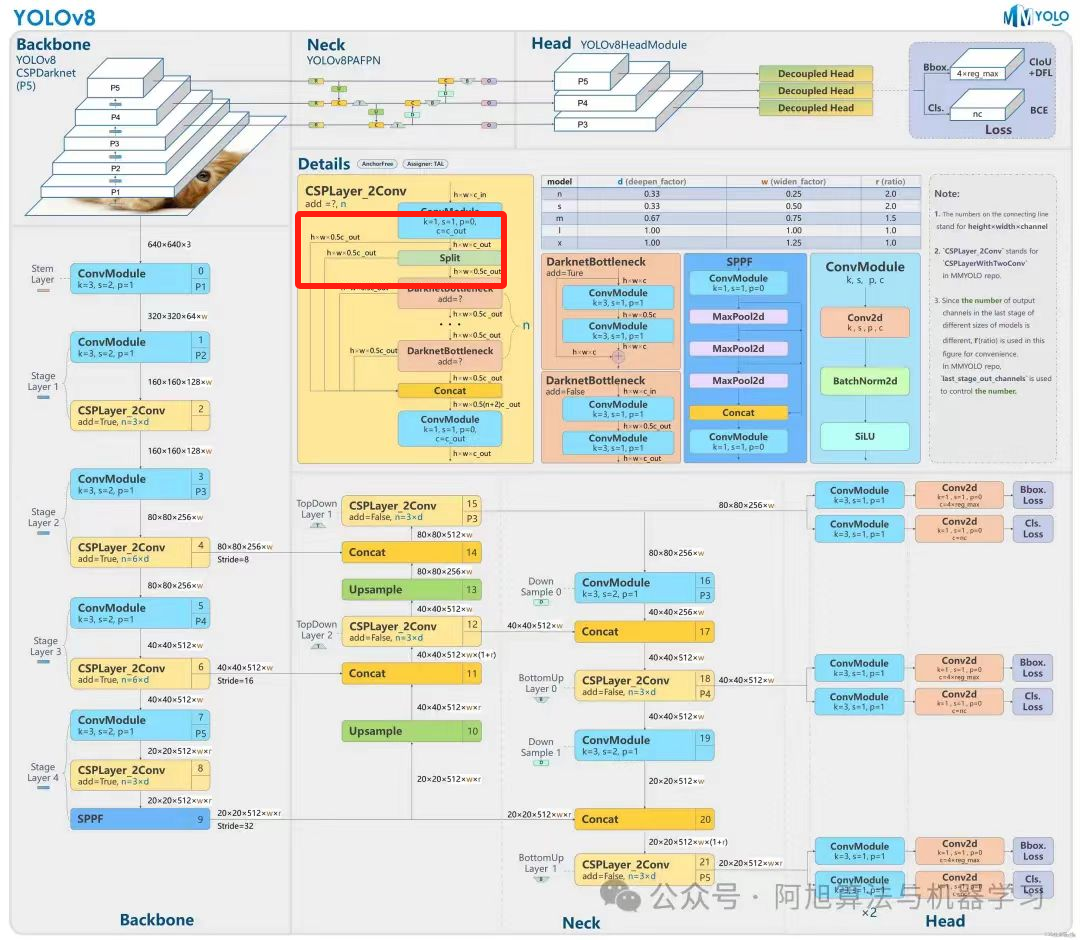 YOLOv8
MMYOLO
Backbone
YOLOv8
CSPDarknet
(P5)
P5
P4
P3
P2
P1
Neck
YOLOv8PAFPN
Head YOLOv8HeadModule
P5
P4
P3
Decoupled Head
Decoupled Head
Decoupled Head
Bbox.
4×reg_max
CIoU
+DFL
Cls.
nc
BCE
Loss
Details
AnchorFree
Assigner: TAL
CSPLayer_2Conv
add =?, n
h×w×c_in
ConvModule
k=1, s=1, p=0,
c=c_out
h×w×0.5c_out
h×w×c_out
h×w×0.5c_out
Split
h×w×0.5c_out
DarknetBottleneck
add=?
h×w×0.5c_out
n
• • •
h×w×0.5c_out
h×w×0.5c_out
DarknetBottleneck
add=?
h×w×0.5c_out
Concat
h×w×0.5(n+2)c_out
ConvModule
k=1, s=1, p=0,
c=c_out
h×w×c_out
model d (deepen_factor) w (widen_factor) r (ratio)
n 0.33 0.25 2.0
s 0.33 0.50 2.0
m 0.67 0.75 1.5
l 1.00 1.00 1.0
x 1.00 1.25 1.0
DarknetBottleneck
add=Ture
h×w×c
ConvModule
k=3, s=1, p=1
h×w×0.5c
ConvModule
k=3, s=1, p=1
h×w×c
h×w×c
DarknetBottleneck
add=False
h×w×c_in
ConvModule
k=3, s=1, p=1
h×w×0.5c_out
ConvModule
k=3, s=1, p=1
h×w×c_out
SPPF
ConvModule
k=1, s=1, p=0
MaxPool2d
MaxPool2d
MaxPool2d
Concat
ConvModule
k=1, s=1, p=0
ConvModule
k, s, p, c
Conv2d
k, s, p, c
BatchNorm2d
SiLU
Note:
1. The numbers on the connecting line
stand for height×width×channel
2. `CSPLayer_2Conv` stands for
`CSPLayerWithTwoConv`
in MMYOLO repo.
3. Since the number of output
channels in the last stage of
different sizes of models is
different, r(ratio) is used in this
figure for convenience.
In MMYOLO repo,
`last_stage_out_channels` is used
to control the number.
640×640×3
Stem
Layer
ConvModule 0
k=3, s=2, p=1 P1
320×320×64×w
Stage
Layer 1
ConvModule 1
k=3, s=2, p=1 P2
160×160×128×w
CSPLayer_2Conv 2
add=True, n=3×d
160×160×128×w
Stage
Layer 2
ConvModule 3
k=3, s=2, p=1 P3
80×80×256×w
CSPLayer_2Conv 4
add=True, n=6×d
80×80×256×w
Stride=8
80×80×256×w
Stage
Layer 3
ConvModule 5
k=3, s=2, p=1 P4
40×40×512×w
CSPLayer_2Conv 6
add=True, n=6×d
40×40×512×w
Stride=16
40×40×512×w
Stage
Layer 4
ConvModule 7
k=3, s=2, p=1 P5
20×20×512×w×r
CSPLayer_2Conv 8
add=True, n=3×d
20×20×512×w×r
SPPF 9
20×20×512×w×r
Stride=32
Backbone
TopDown
Layer 1
T
CSPLayer_2Conv 15
add=False, n=3×d P3
80×80×512×w
Concat 14
80×80×256×w
Upsample 13
40×40×512×w
TopDown
Layer 2
T
CSPLayer_2Conv 12
add=False, n=3×d
40×40×512×w×(1+r)
Concat 11
40×40×512×w×r
Upsample 10
20×20×512×w×r
80×80×256×w
80×80×256×w
Down
Sample 0
D
ConvModule 16
k=3, s=2, p=1 P3
40×40×256×w
40×40×512×w
Concat 17
40×40×512×w
BottomUp
Layer 0
B
CSPLayer_2Conv 18
add=False, n=3×d P4
40×40×512×w
40×40×512×w
Down
Sample 1
D
ConvModule 19
k=3, s=2, p=1
20×20×512×w
20×20×512×w×r
Concat 20
20×20×512×w×(1+r)
BottomUp
Layer 1
B
CSPLayer_2Conv 21
add=False, n=3×d P5
20×20×512×w×r
Neck
ConvModule
k=3, s=1, p=1
Conv2d
k=1, s=1, p=0
c=4×reg_max
Bbox.
Loss
ConvModule
k=3, s=1, p=1
Conv2d
k=1, s=1, p=0
c=nc
Cls.
Loss
ConvModule
k=3, s=1, p=1
Conv2d
k=1, s=1, p=0
c=4×reg_max
Bbox.
Loss
ConvModule
k=3, s=1, p=1
Conv2d
k=1, s=1, p=0
c=nc
Cls.
Loss
ConvModule
k=3, s=1, p=1
Conv2d
k=1, s=1, p=0
c=4×reg_max
Bbox.
Loss
ConvModule
k=3, s=1, p=1
Conv2d
k=1, s=1, p=0
Cls.
Loss
×2
Head
公众号 · 阿旭算法与机器学习